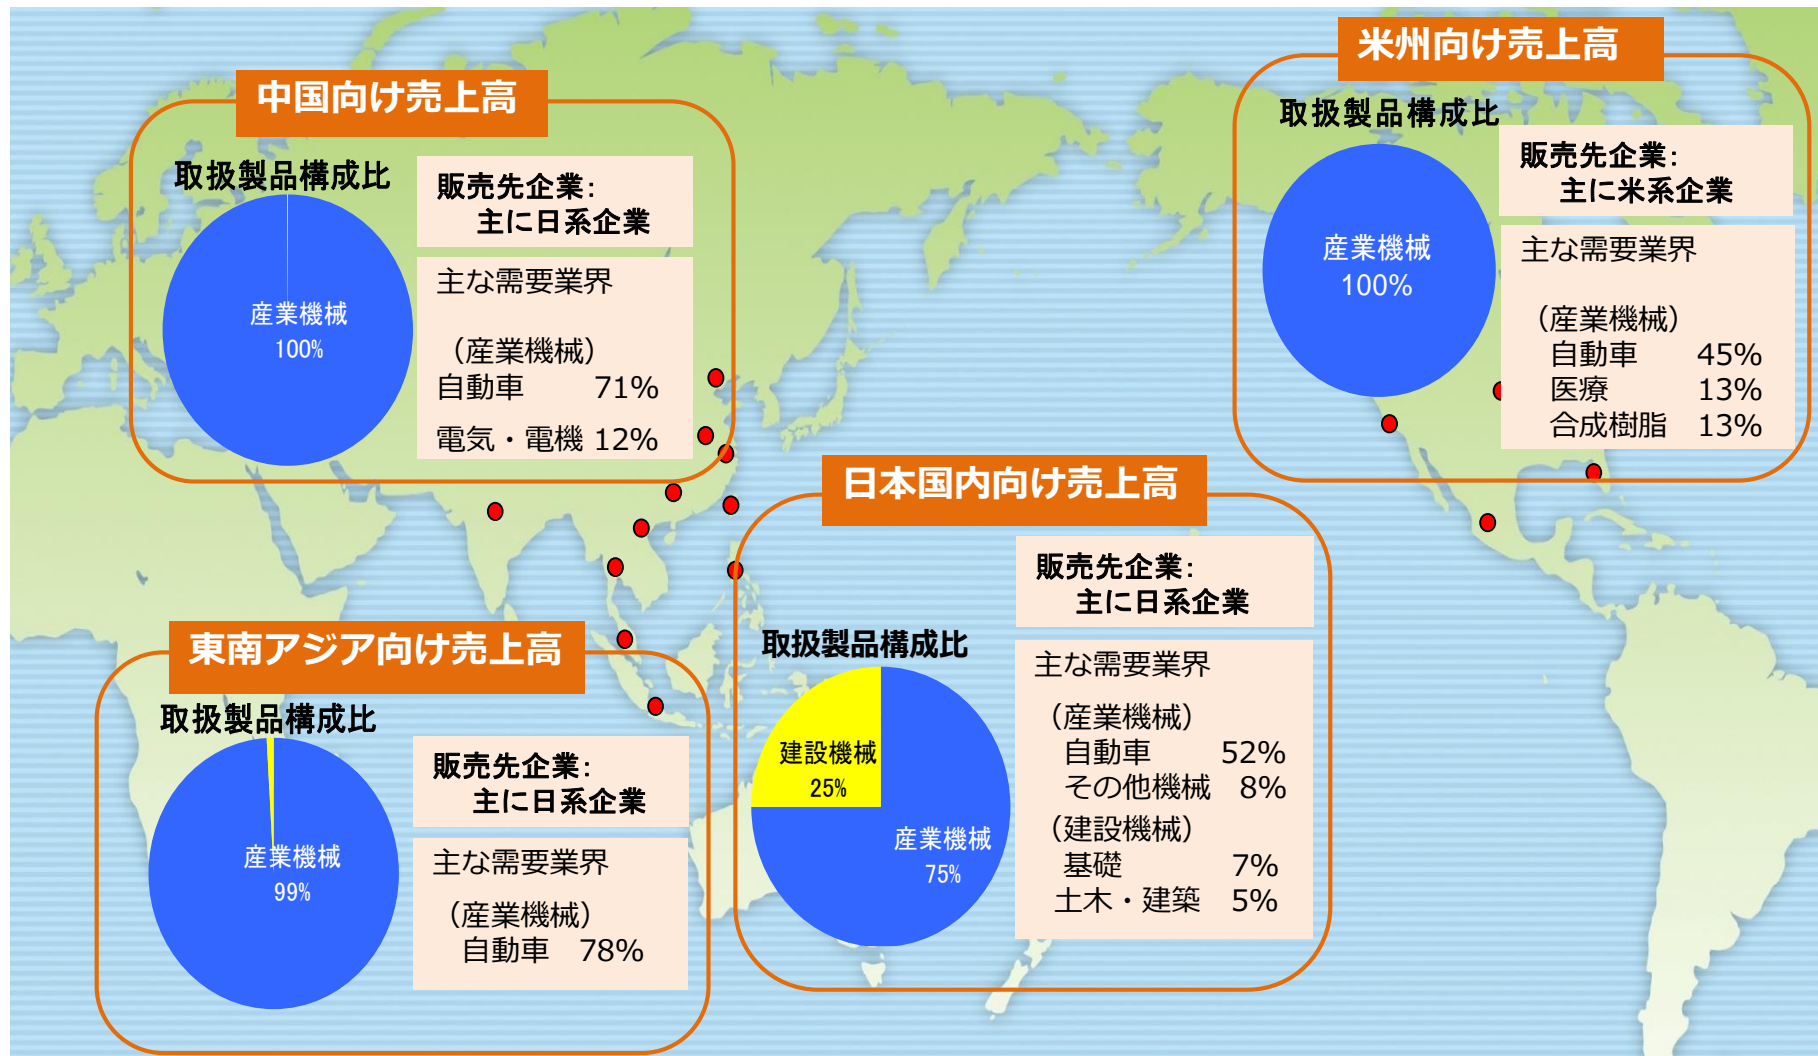 中国向け売上高
取扱製品構成比
産業機械
100%
販売先企業:
主に日系企業
主な需要業界
（産業機械）
自動車 71%
電気・電機 12%
米州向け売上高
取扱製品構成比
産業機械
100%
販売先企業:
主に米系企業
主な需要業界
（産業機械）
自動車 45%
医療 13%
合成樹脂 13%
東南アジア向け売上高
取扱製品構成比
産業機械
99%
販売先企業:
主に日系企業
主な需要業界
（産業機械）
自動車 78%
日本国内向け売上高
取扱製品構成比
建設機械
25%
産業機械
75%
販売先企業:
主に日系企業
主な需要業界
（産業機械）
自動車 52%
その他機械 8%
（建設機械）
基礎 7%
土木・建築 5%